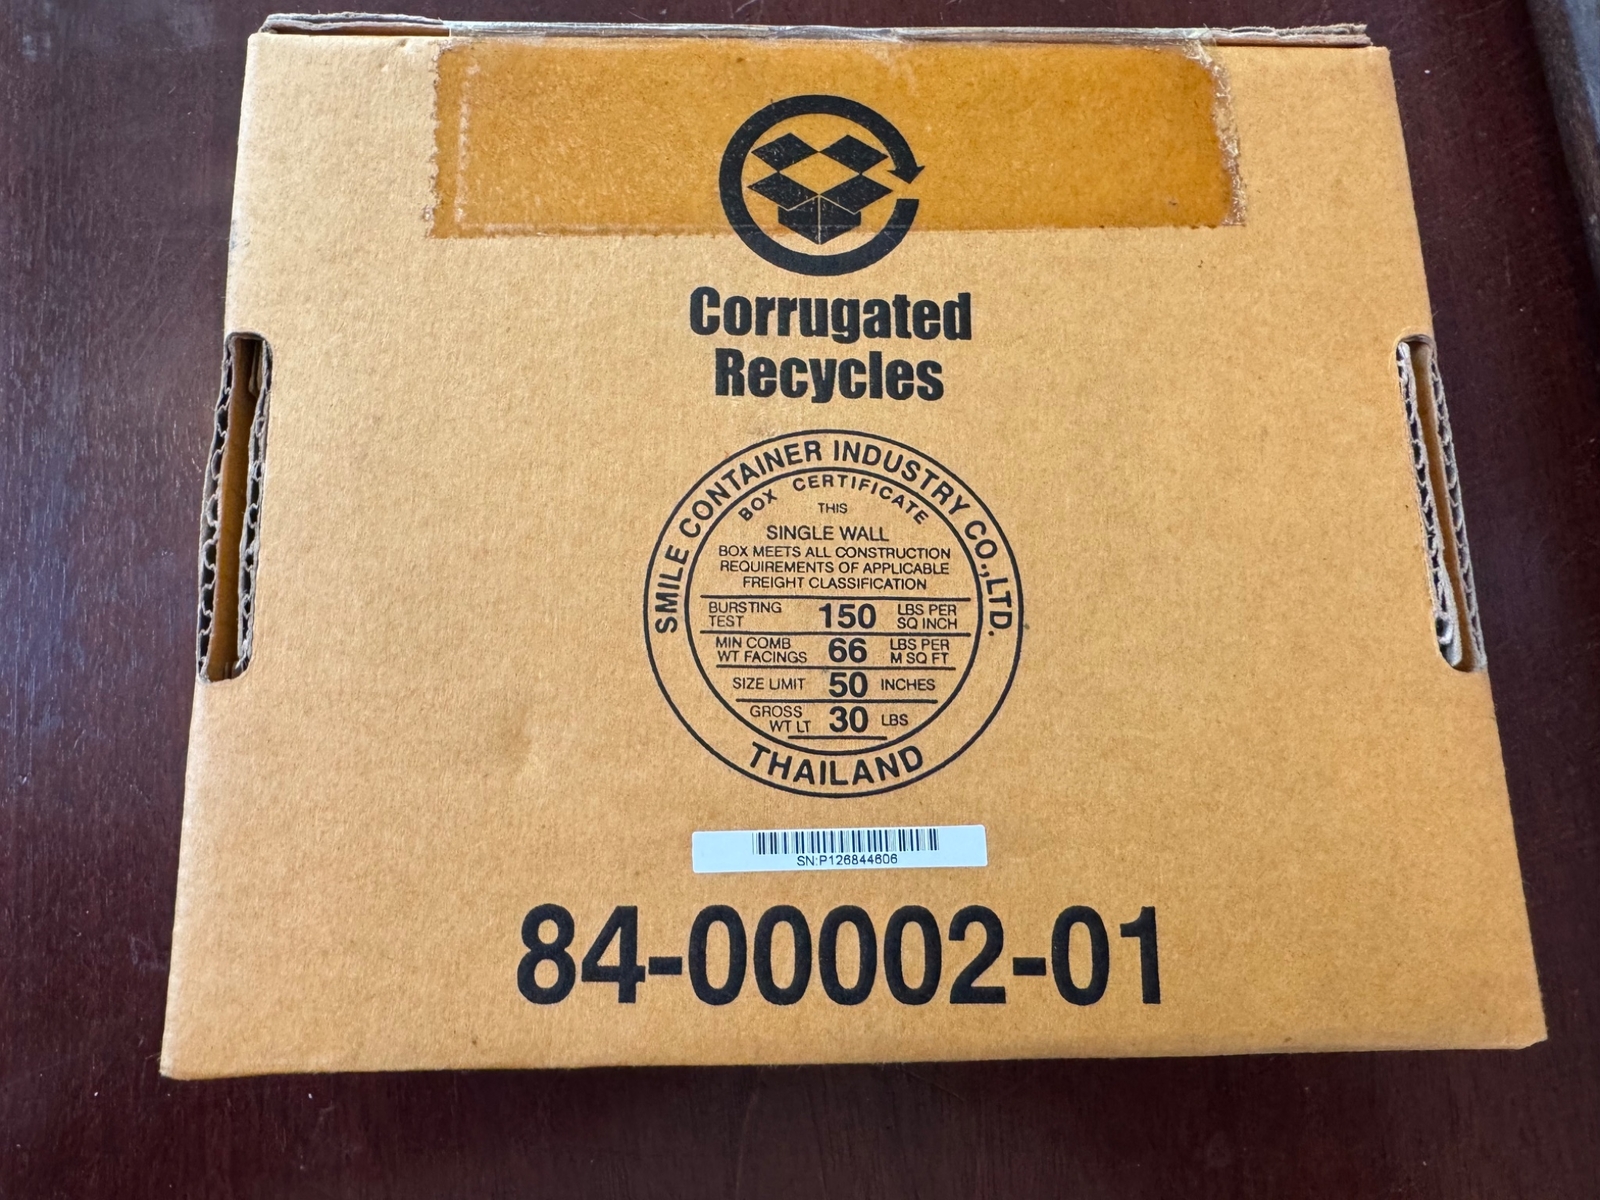 Corrugated
Recycles
SMILE CONTAINER INDUSTRY CO.,LTD.
BOX CERTIFICATE
THIS
SINGLE WALL
BOX MEETS ALL CONSTRUCTION
REQUIREMENTS OF APPLICABLE
FREIGHT CLASSIFICATION
BURSTING TEST 150 LBS PER SQ INCH
MIN COMB WT FACINGS 66 LBS PER M SQ FT
SIZE LIMIT 50 INCHES
GROSS WT LT 30 LBS
THAILAND
SN:P126844606
84-00002-01